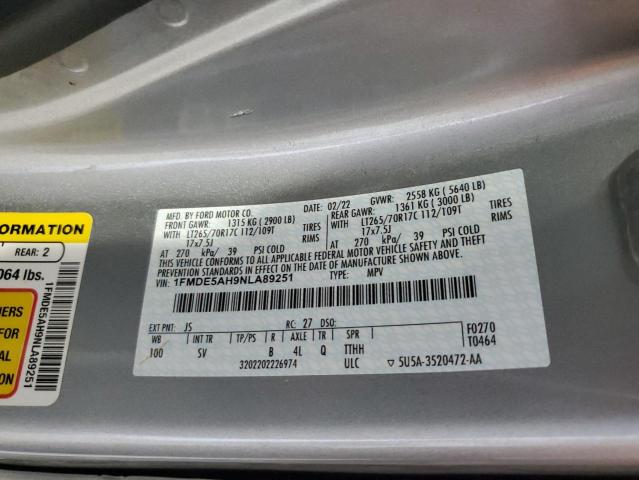 MFD. BY FORD MOTOR CO.
02/22
GVWR: 2558 KG ( 5640 LB)
FRONT GAWR: 1315 KG ( 2900 LB)
REAR GAWR: 1361 KG ( 3000 LB)
WITH LT265/70R17C 112/109T TIRES
WITH LT265/70R17C 112/109T TIRES
17x7.5J RIMS
17x7.5J RIMS
AT 270 kPa/ 39 PSI COLD
AT 270 kPa/ 39 PSI COLD
THIS VEHICLE CONFORMS TO ALL APPLICABLE FEDERAL MOTOR VEHICLE SAFETY AND
THEFT PREVENTION STANDARDS IN EFFECT ON THE DATE OF MANUFACTURE SHOWN ABOVE.
VIN: 1FMDE5AH9NLA89251
TYPE: MPV
EXT PNT: JS RC: 27 DSO:
WB INT TR TP/PS R AXLE TR SPR
100 SV B 4L Q TTHH
3202202226974 ULC
F0270
T0464
▽ 5U5A-3520472-AA
FORMATION
REAR: 2
064 lbs.
1FMDE5AH9NLA89251